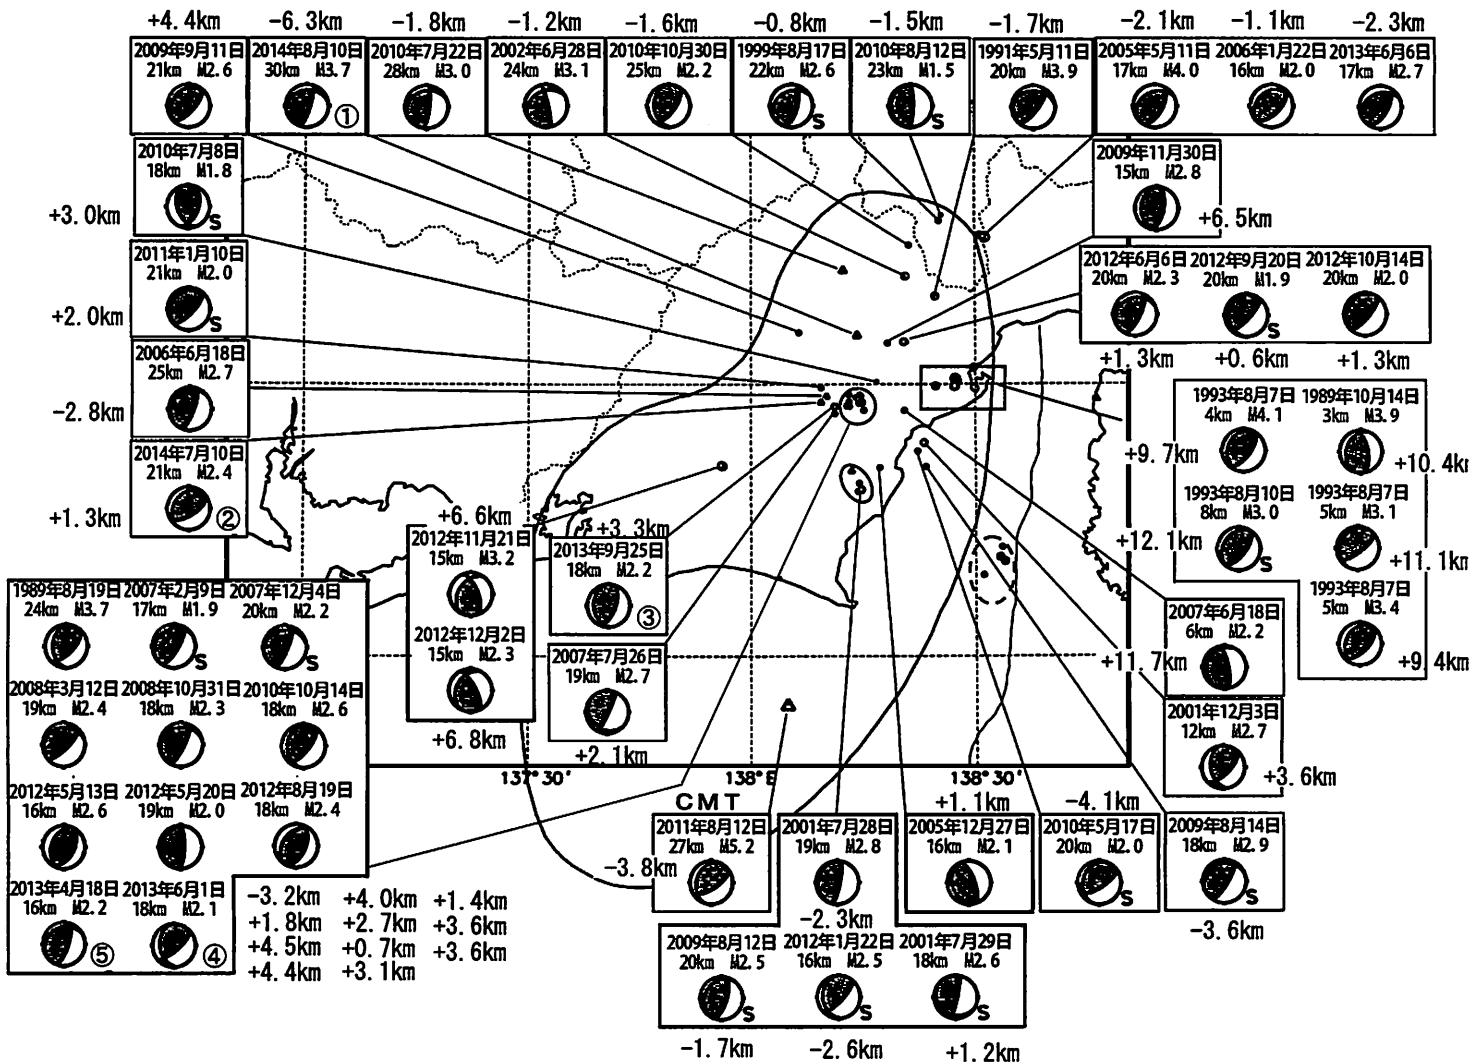 +4.4km -6.3km -1.8km -1.2km -1.6km -0.8km -1.5km -1.7km -2.1km -1.1km -2.3km
2009年9月11日 2014年8月10日 2010年7月22日 2002年6月28日 2010年10月30日 1999年8月17日 2010年8月12日 1991年5月11日 2005年5月11日 2006年1月22日 2013年6月6日
21km M2.6 30km M3.7 28km M3.0 24km M3.1 25km M2.2 22km M2.6 23km M1.5 20km M3.9 17km M4.0 16km M2.0 17km M2.7
① S S
2010年7月8日
18km M1.8
S
+3.0km
2009年11月30日
15km M2.8
+6.5km
2011年1月10日
21km M2.0
S
+2.0km
2012年6月6日 2012年9月20日 2012年10月14日
20km M2.3 20km M1.9 20km M2.0
S
+1.3km +0.6km +1.3km
2006年6月18日
25km M2.7
-2.8km
1993年8月7日 1989年10月14日
4km M4.1 3km M3.9
+9.7km +10.4km
2014年7月10日
21km M2.4
②
+1.3km
1993年8月10日 1993年8月7日
8km M3.0 5km M3.1
S
+12.1km +11.1km
1993年8月7日
5km M3.4
+9.4km
+6.6km
2012年11月21日
15km M3.2
2012年12月2日
15km M2.3
+6.8km
+3.3km
2013年9月25日
18km M2.2
③
2007年7月26日
19km M2.7
+2.1km
2007年6月18日
6km M2.2
+11.7km
2001年12月3日
12km M2.7
+3.6km
1989年8月19日 2007年2月9日 2007年12月4日
24km M3.7 17km M1.9 20km M2.2
S S
2008年3月12日 2008年10月31日 2010年10月14日
19km M2.4 18km M2.3 18km M2.6
2012年5月13日 2012年5月20日 2012年8月19日
16km M2.6 19km M2.0 18km M2.4
2013年4月18日 2013年6月1日
16km M2.2 18km M2.1
⑤ ④
-3.2km +4.0km +1.4km
+1.8km +2.7km +3.6km
+4.5km +0.7km +3.6km
+4.4km +3.1km
137°30′ 138°0′ 138°30′
CMT
+1.1km -4.1km
2011年8月12日 2001年7月28日 2005年12月27日 2010年5月17日 2009年8月14日
27km M5.2 19km M2.8 16km M2.1 20km M2.0 18km M2.9
S S
-3.8km -2.3km -3.6km
2009年8月12日 2012年1月22日 2001年7月29日
20km M2.5 16km M2.5 18km M2.6
S S S
-1.7km -2.6km +1.2km